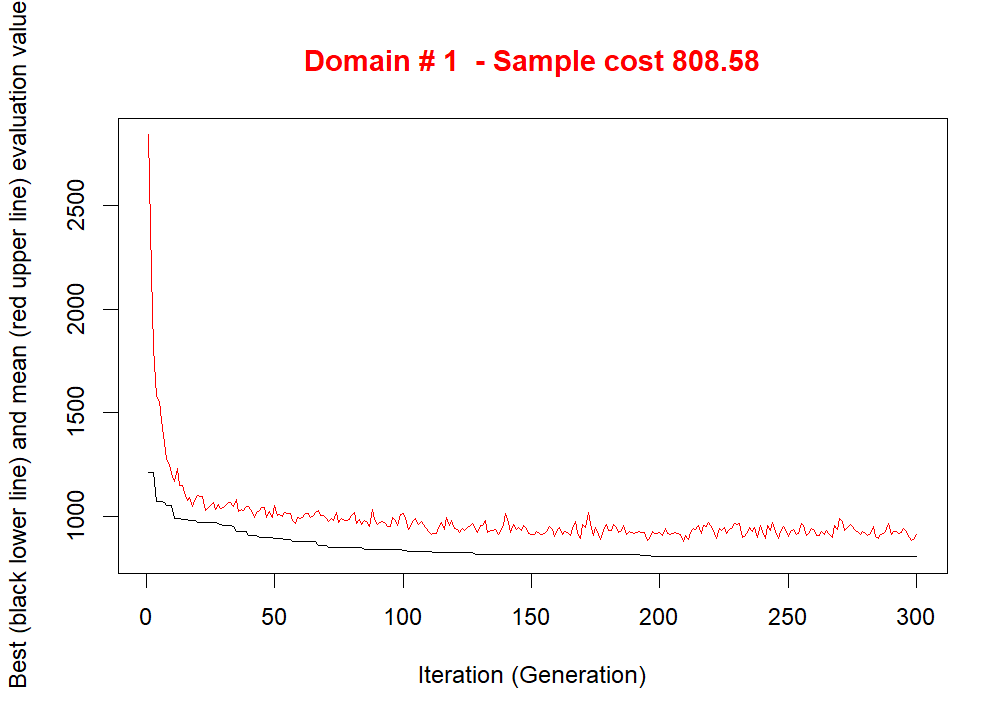 Domain # 1  - Sample cost 808.58
Best (black lower line) and mean (red upper line) evaluation value
2500
2000
1500
1000
0 50 100 150 200 250 300
Iteration (Generation)